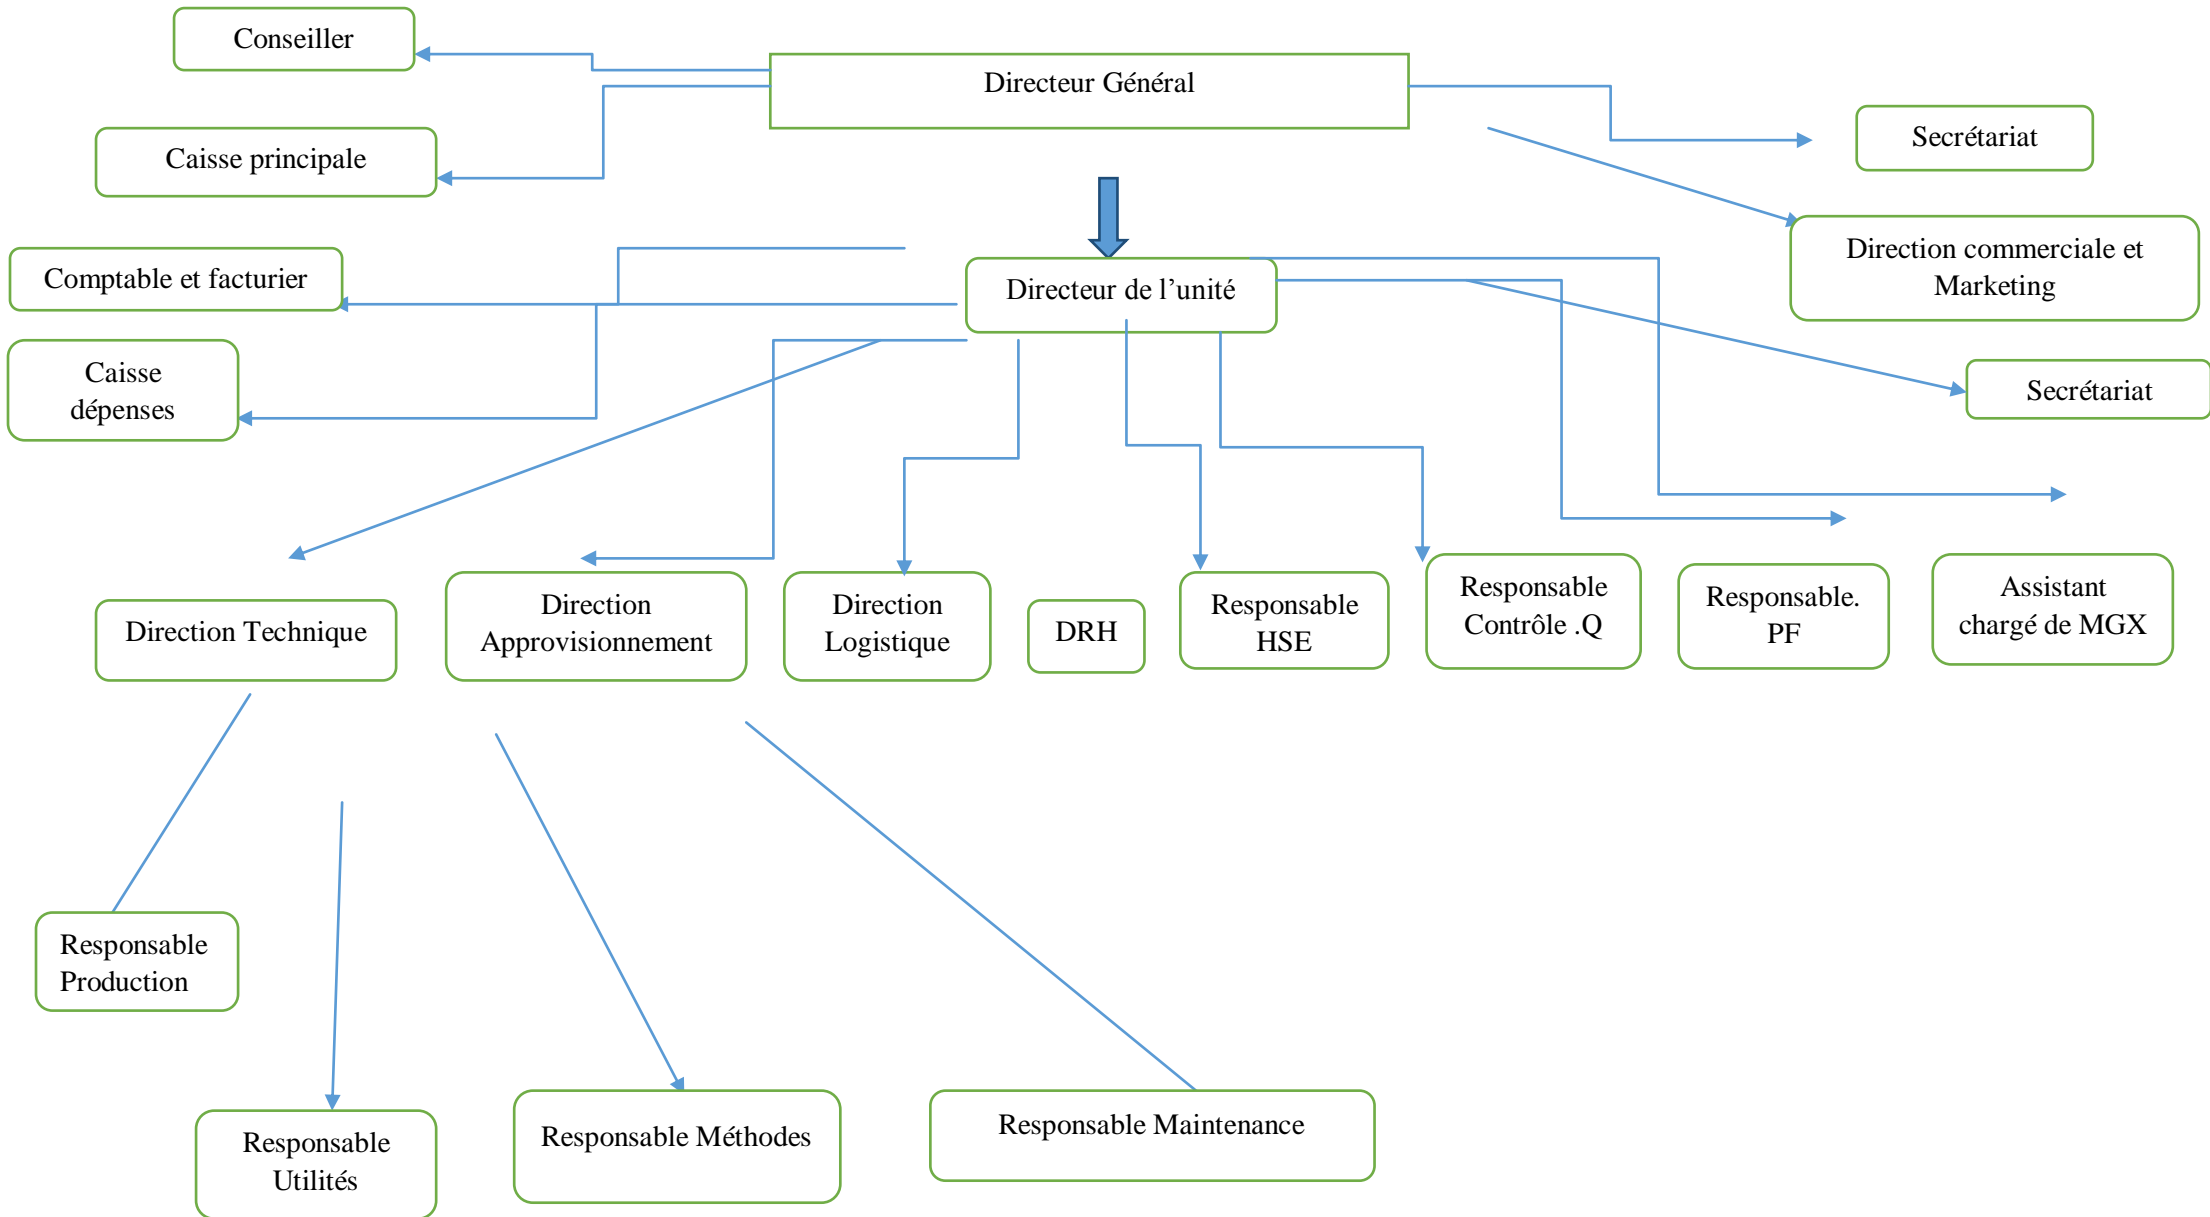 Conseiller
Directeur Général
Caisse principale
Secrétariat
Comptable et facturier
Directeur de l’unité
Direction commerciale et
Marketing
Caisse
dépenses
Secrétariat
Direction Technique
Direction
Approvisionnement
Direction
Logistique
DRH
Responsable
HSE
Responsable
Contrôle .Q
Responsable.
PF
Assistant
chargé de MGX
Responsable
Production
Responsable
Utilités
Responsable Méthodes
Responsable Maintenance